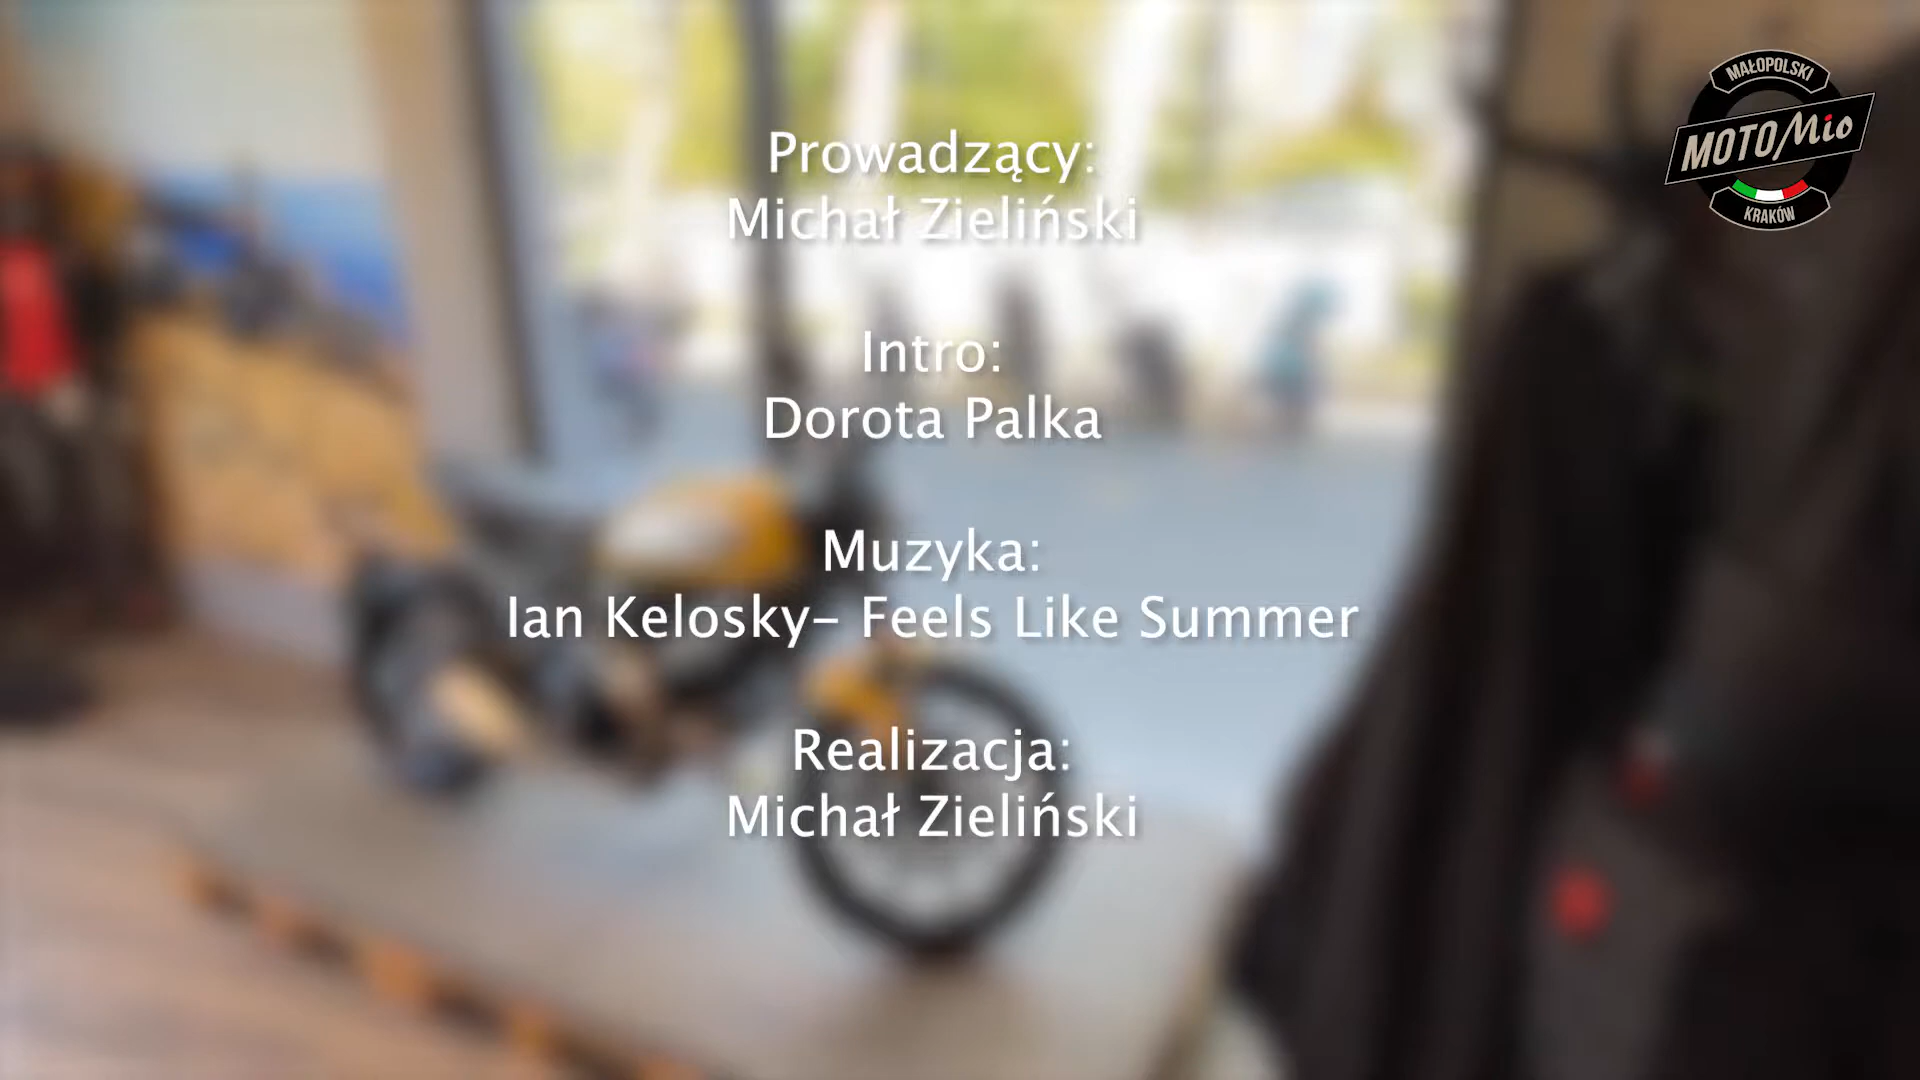 Prowadzący:
Michał Zieliński
Intro:
Dorota Palka
Muzyka:
Ian Kelosky- Feels Like Summer
Realizacja:
Michał Zieliński
MAŁOPOLSKI
MOTO/Mio
KRAKÓW